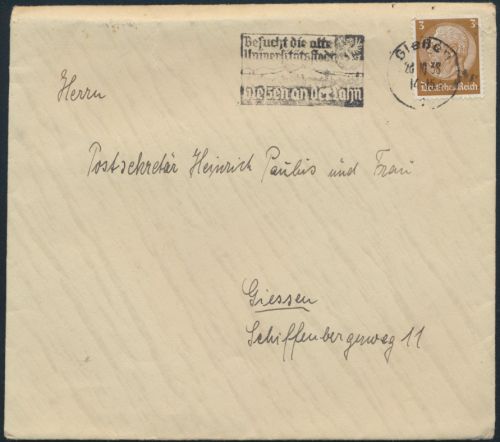 Besucht die alte
Universitätsstadt
Gießen an der Lahn
3 3
Gießen
Deutsches Reich
Herrn
Postsekretär Heinrich Paulus und Frau
Giessen
Schiffenbergerweg 11